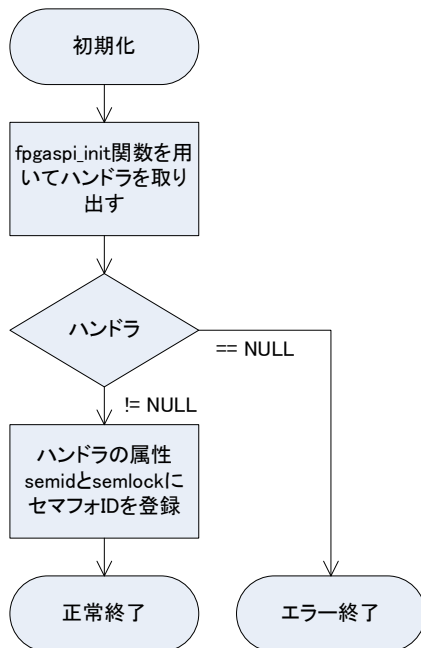 初期化
fpgaspi_init関数を用
いてハンドラを取り
出す
ハンドラ
== NULL
!= NULL
ハンドラの属性
semidとsemlockに
セマフォIDを登録
正常終了
エラー終了